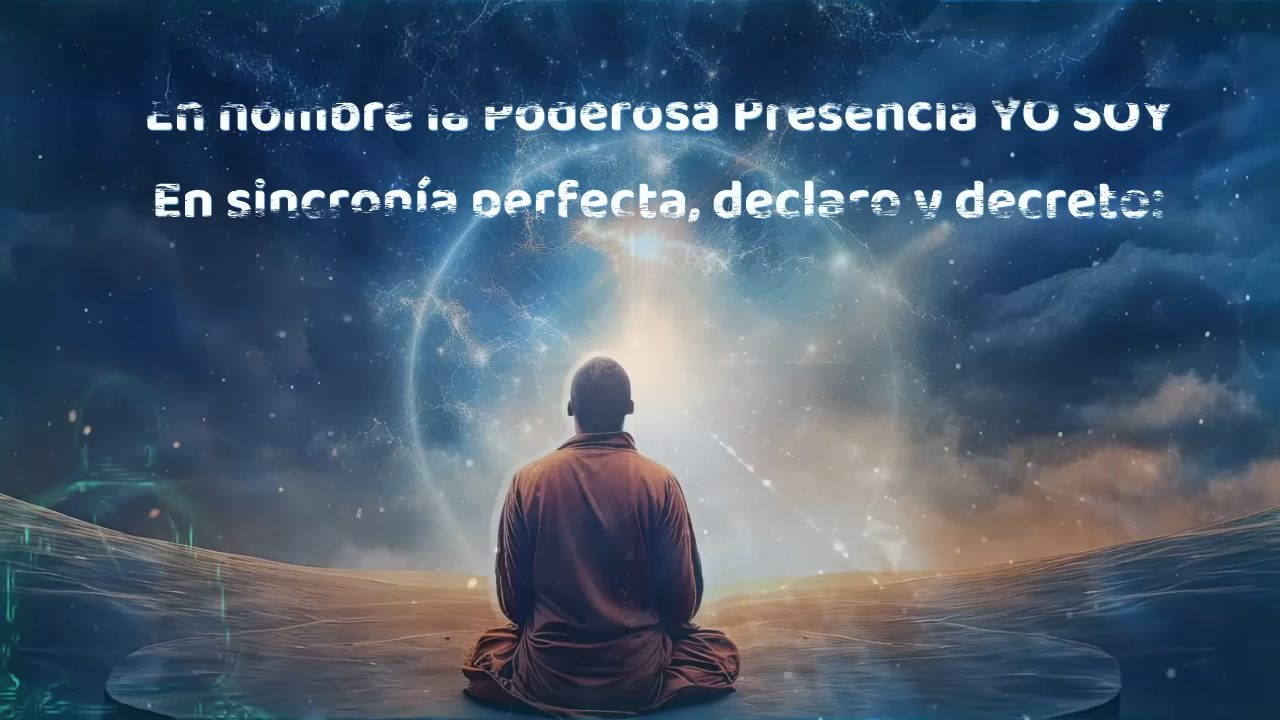 En nombre la Poderosa Presencia YO SOY
En sincronía perfecta, declaro y decreto: